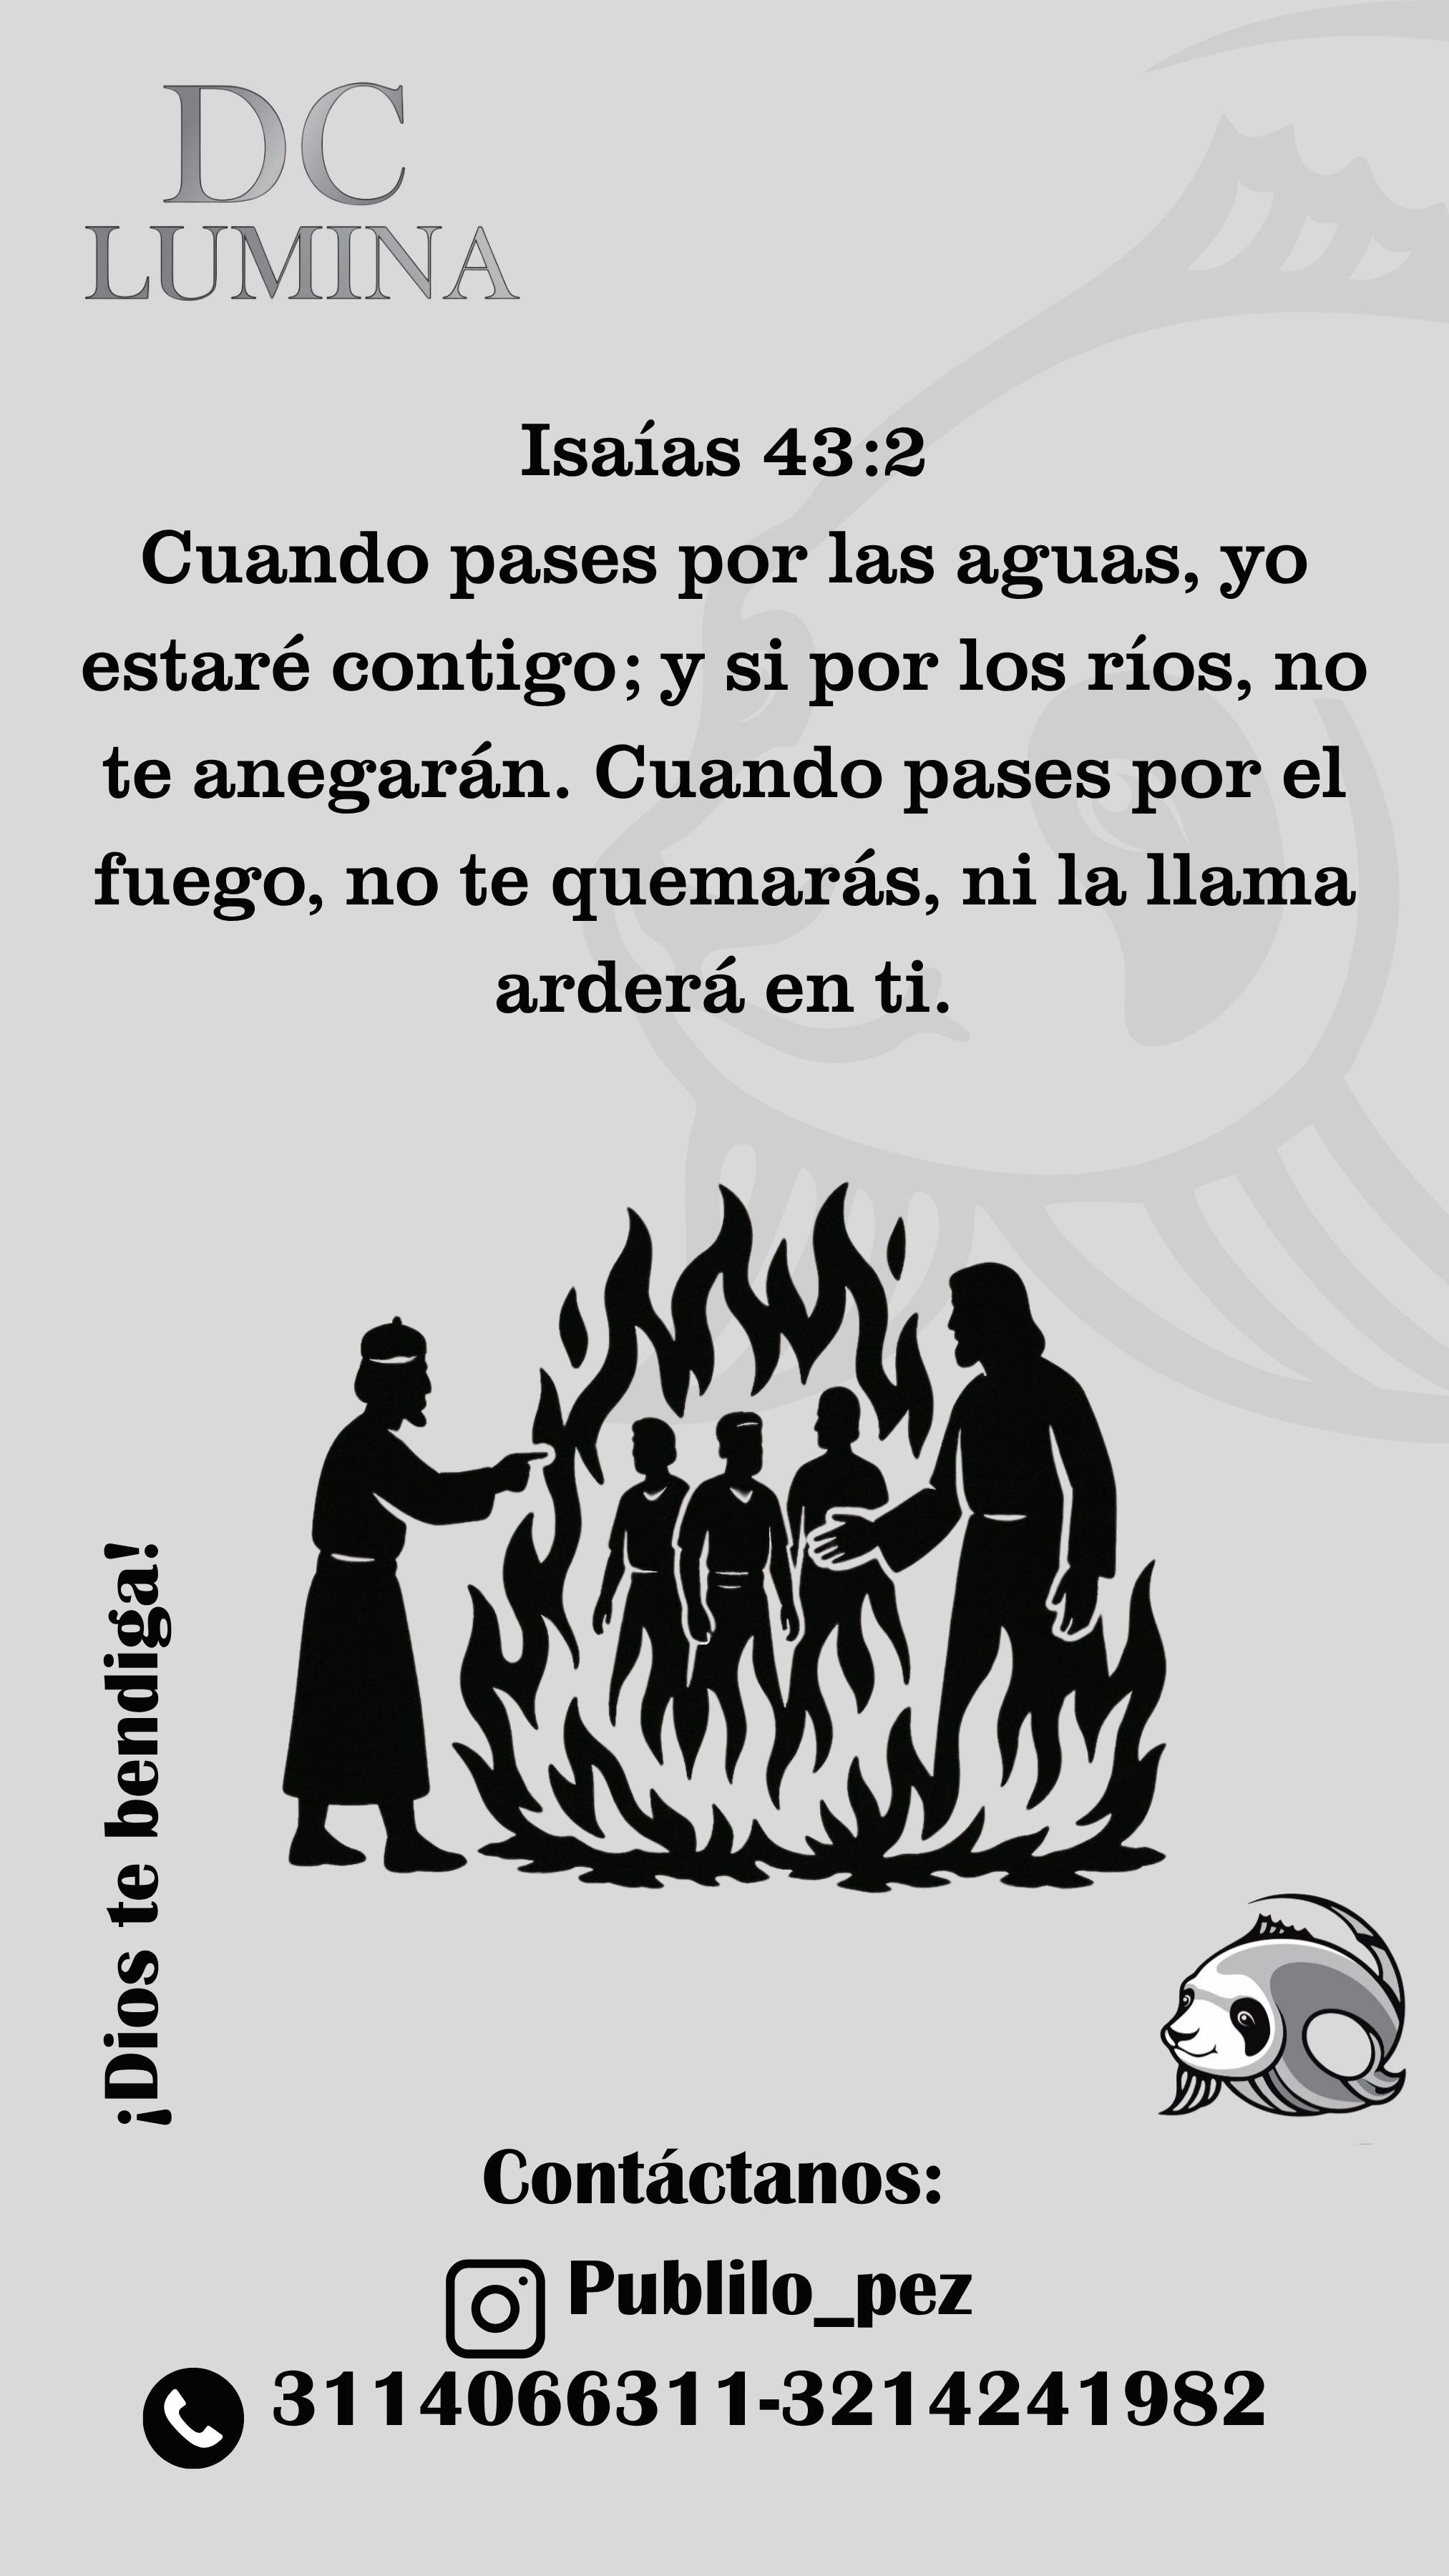 DC
LUMINA
Isaías 43:2
Cuando pases por las aguas, yo
estaré contigo; y si por los ríos, no
te anegarán. Cuando pases por el
fuego, no te quemarás, ni la llama
arderá en ti.
¡Dios te bendiga!
Contáctanos:
Publilo_pez
3114066311-3214241982